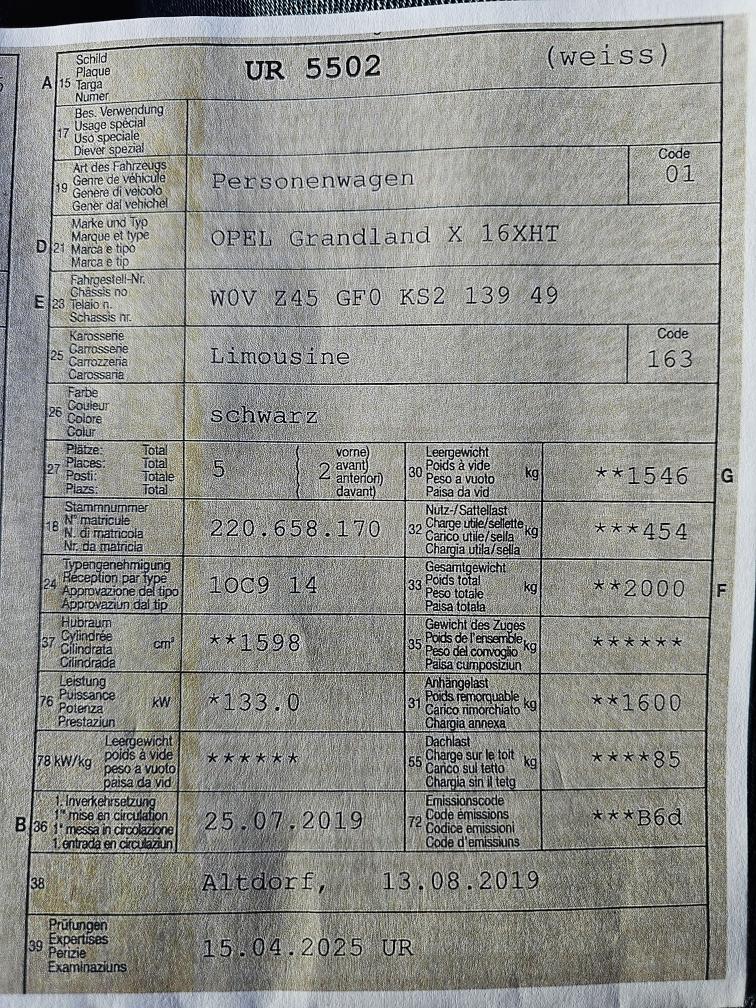 A 15 Schild
Plaque
Targa
Numer
UR 5502 (weiss)
17 Bes. Verwendung
Usage spécial
Uso speciale
Diever spezial
19 Art des Fahrzeugs
Genre de véhicule
Genere di veicolo
Gener dal vehichel
Personenwagen
Code
01
D 21 Marke und Typ
Marque et type
Marca e tipo
Marca e tip
OPEL Grandland X 16XHT
E 23 Fahrgestell-Nr.
Châssis no
Telaio n.
Schassis nr.
W0V Z45 GF0 KS2 139 49
25 Karosserie
Carrosserie
Carrozzeria
Carossaria
Limousine
Code
163
26 Farbe
Couleur
Colore
Colur
schwarz
27 Plätze: Total
Places: Total
Posti: Totale
Plazs: Total
5 ( 2 vorne)
avant)
anteriori)
davant)
30 Leergewicht
Poids à vide
Peso a vuoto
Paisa da vid
kg **1546 G
18 Stammnummer
N° matricule
N. di matricola
Nr. da matricla
220.658.170
32 Nutz-/Sattellast
Charge utile/sellette
Carico utile/sella
Chargia utila/sella
kg ***454
24 Typengenehmigung
Réception par type
Approvazione del tipo
Approvaziun dal tip
1OC9 14
33 Gesamtgewicht
Poids total
Peso totale
Paisa totala
kg **2000 F
37 Hubraum
Cylindrée
Cilindrata
Cilindrada
cm³ **1598
35 Gewicht des Zuges
Poids de l'ensemble
Peso del convoglio
Paisa cumposiziun
kg ******
76 Leistung
Puissance
Potenza
Prestaziun
kW *133.0
31 Anhängelast
Poids remorquable
Carico rimorchiato
Chargia annexa
kg **1600
78 kW/kg Leergewicht
poids à vide
peso a vuoto
paisa da vid
******
55 Dachlast
Charge sur le toit
Carico sul tetto
Chargia sin il tetg
kg ****85
B 36 1. Inverkehrsetzung
1re mise en circulation
1a messa in circolazione
1. entrada en circulaziun
25.07.2019
72 Emissionscode
Code émissions
Codice emissioni
Code d'emissiuns
***B6d
38 Altdorf, 13.08.2019
39 Prüfungen
Expertises
Perizie
Examinaziuns
15.04.2025 UR